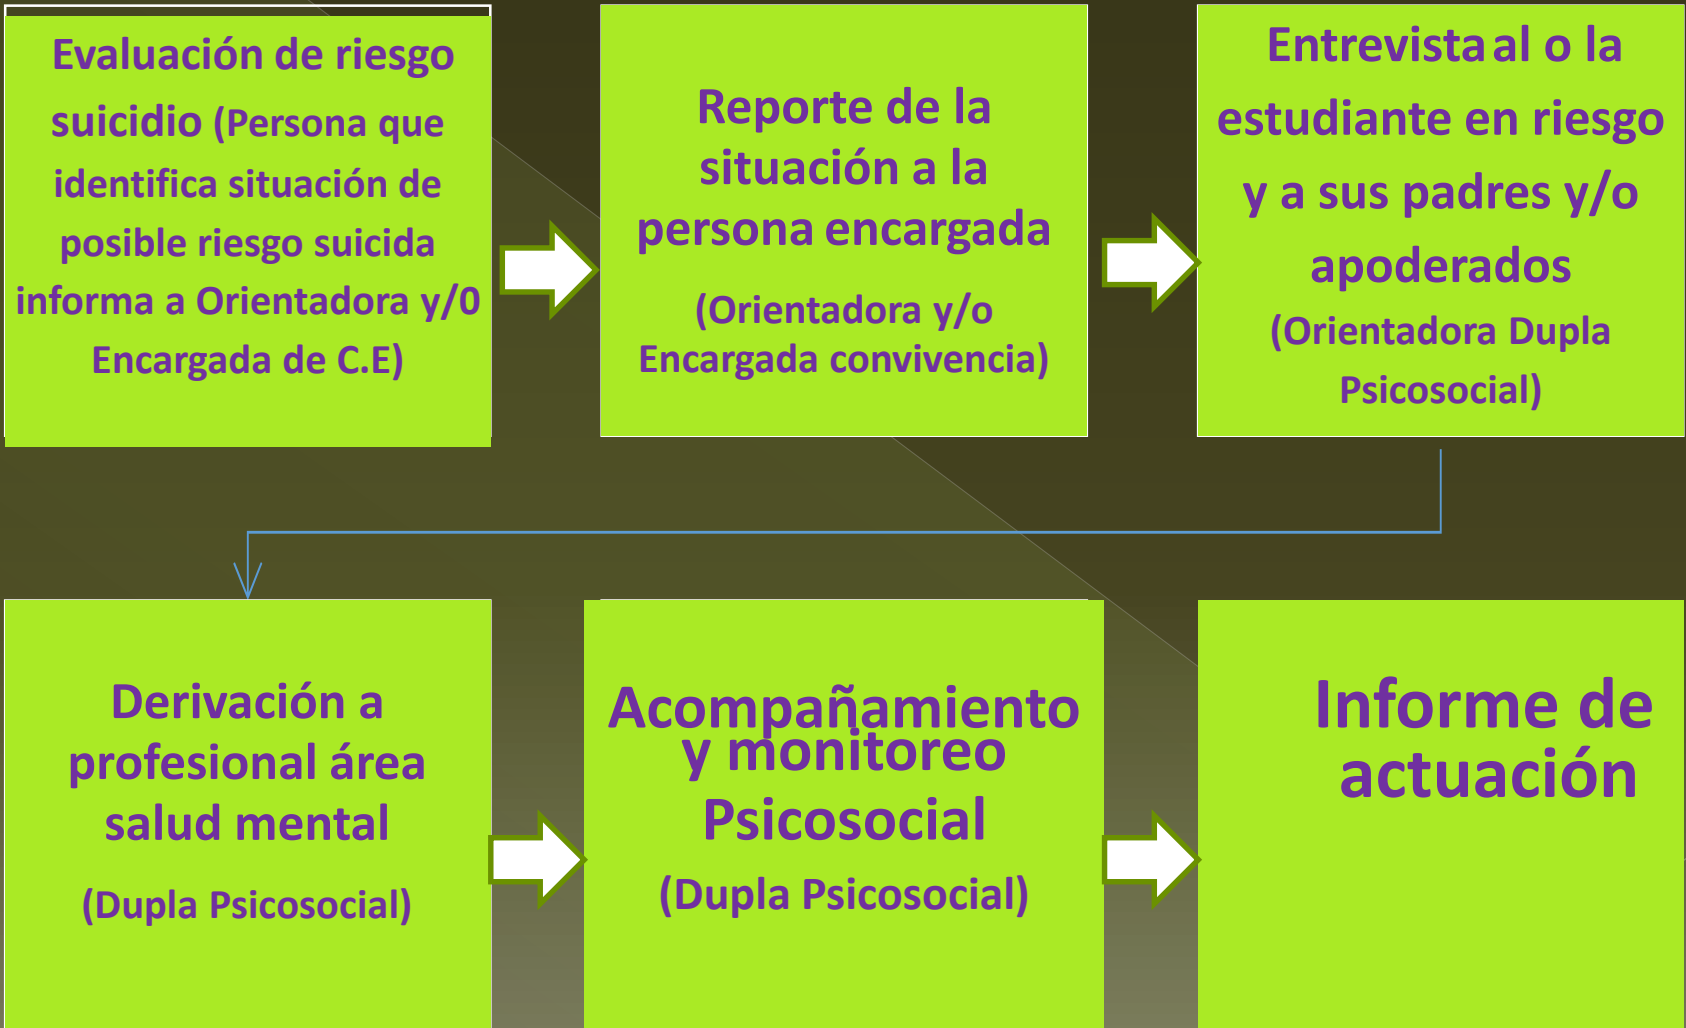 Evaluación de riesgo
suicidio (Persona que
identifica situación de
posible riesgo suicida
informa a Orientadora y/0
Encargada de C.E)
Reporte de la
situación a la
persona encargada
(Orientadora y/o
Encargada convivencia)
Entrevista al o la
estudiante en riesgo
y a sus padres y/o
apoderados
(Orientadora Dupla
Psicosocial)
Derivación a
profesional área
salud mental
(Dupla Psicosocial)
Acompañamiento
y monitoreo
Psicosocial
(Dupla Psicosocial)
Informe de
actuación